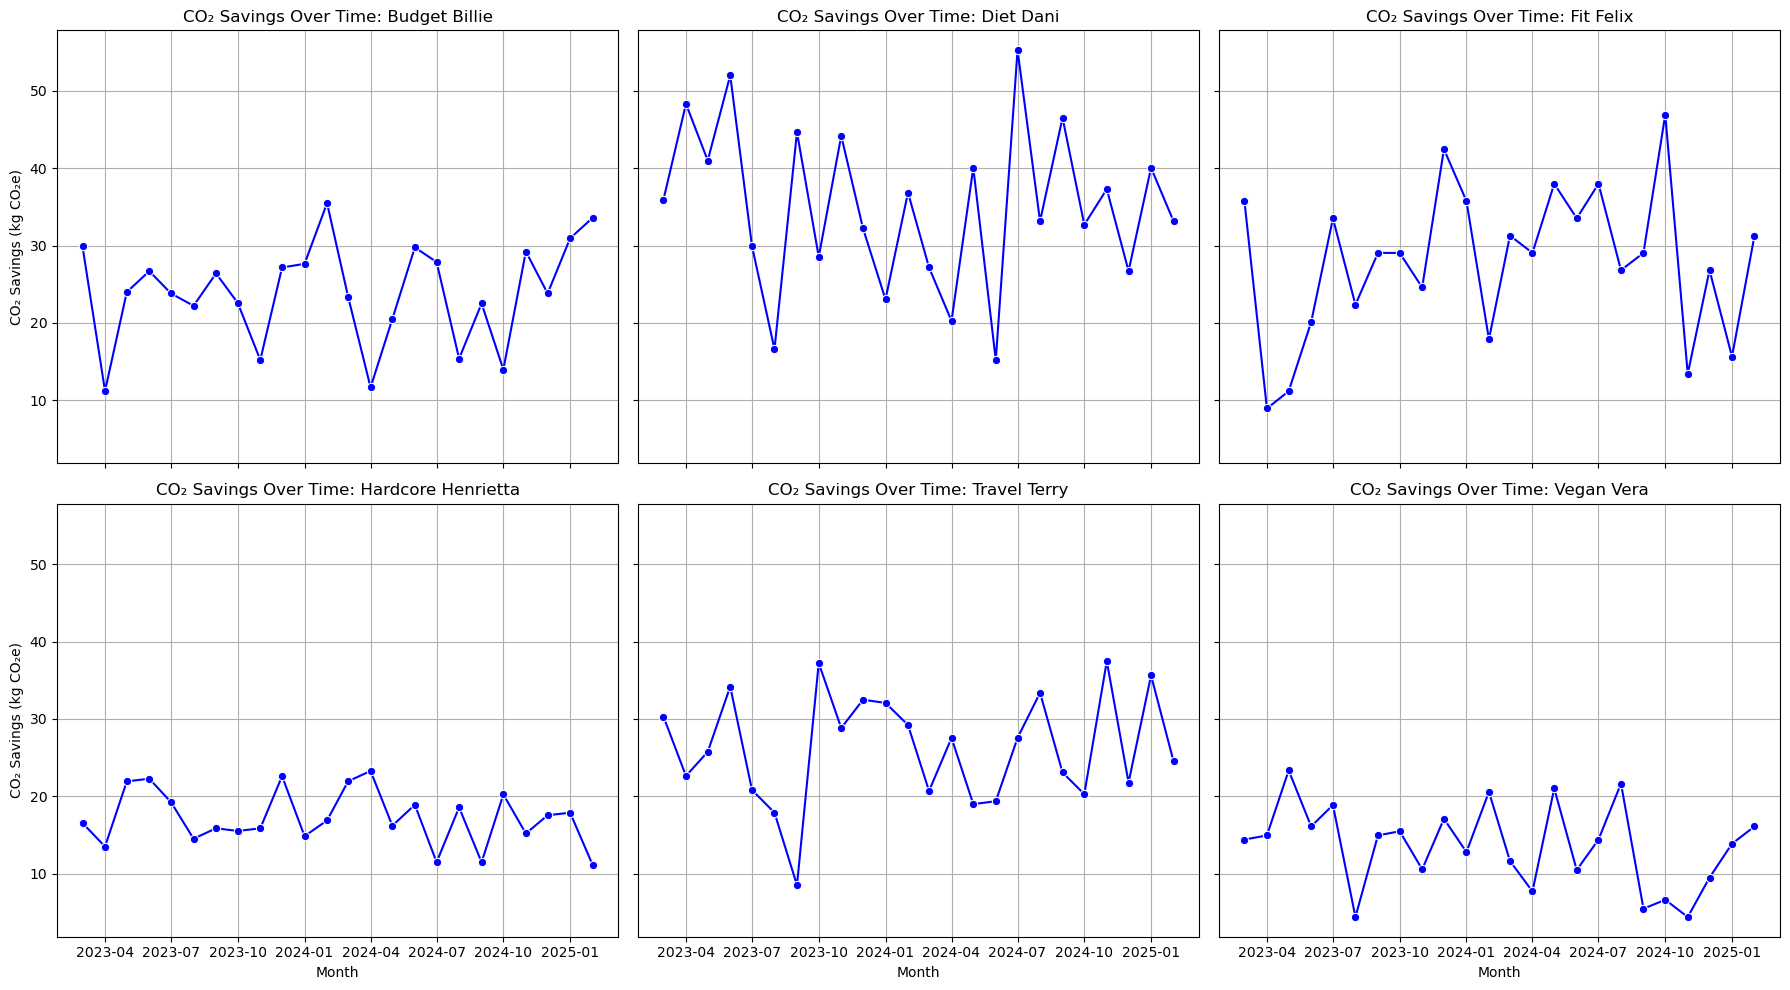 CO₂ Savings Over Time: Budget Billie
CO₂ Savings Over Time: Diet Dani
CO₂ Savings Over Time: Fit Felix
CO₂ Savings (kg CO₂e)
50
40
30
20
10
CO₂ Savings Over Time: Hardcore Henrietta
CO₂ Savings Over Time: Travel Terry
CO₂ Savings Over Time: Vegan Vera
CO₂ Savings (kg CO₂e)
50
40
30
20
10
2023-04 2023-07 2023-10 2024-01 2024-04 2024-07 2024-10 2025-01
Month
2023-04 2023-07 2023-10 2024-01 2024-04 2024-07 2024-10 2025-01
Month
2023-04 2023-07 2023-10 2024-01 2024-04 2024-07 2024-10 2025-01
Month